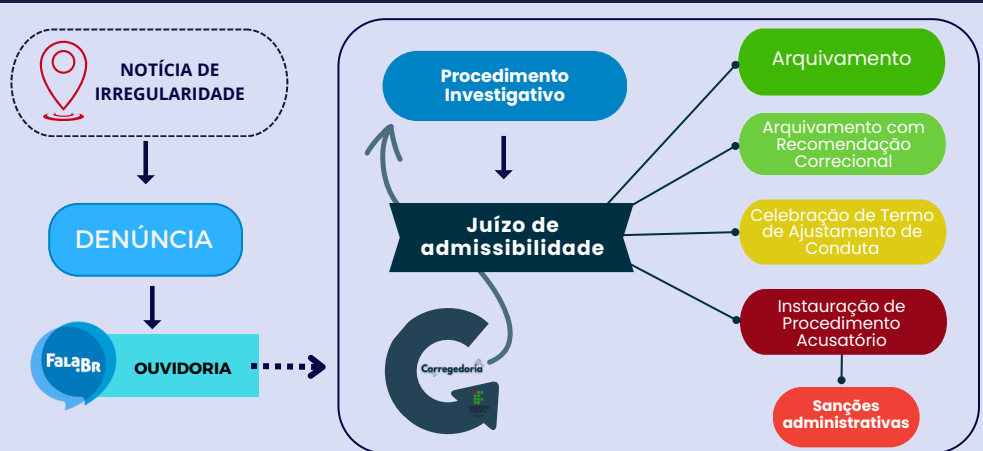 NOTÍCIA DE
IRREGULARIDADE
DENÚNCIA
FALA.BR
OUVIDORIA
Procedimento
Investigativo
Juízo de
admissibilidade
Corregedoria
Arquivamento
Arquivamento com
Recomendação
Correcional
Celebração de Termo
de Ajustamento de
Conduta
Instauração de
Procedimento
Acusatório
Sanções
administrativas